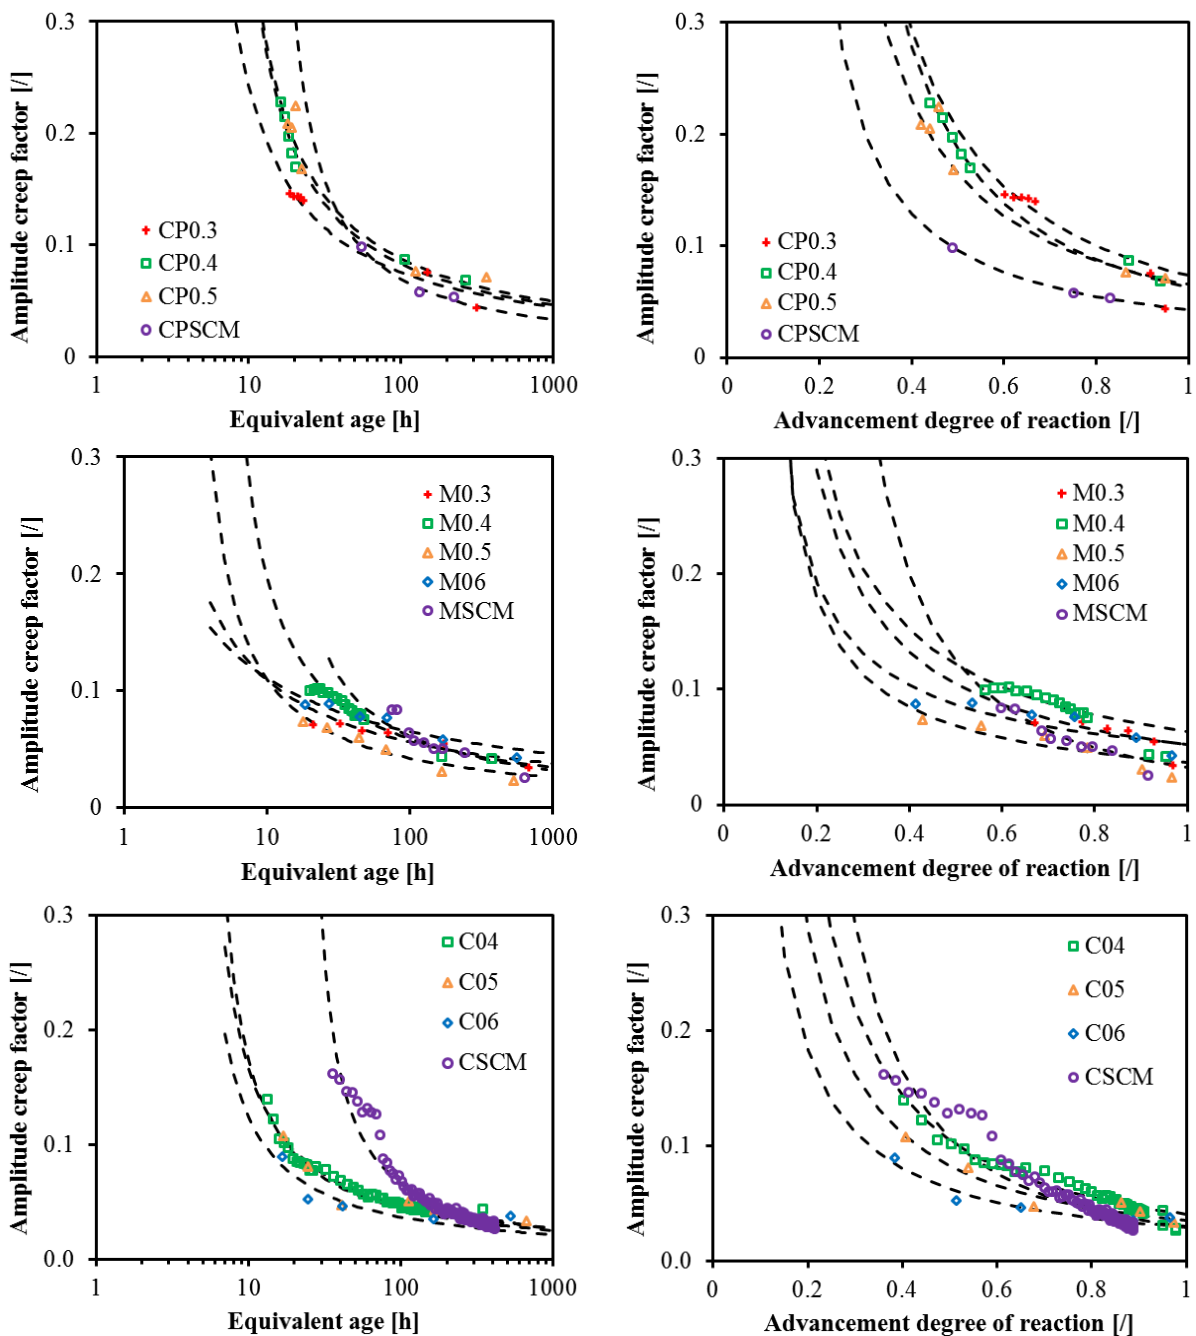 0.3
0.2
0.1
0
Amplitude creep factor [/]
CP0.3
CP0.4
CP0.5
CPSCM
1 10 100 1000
Equivalent age [h]
0.3
0.2
0.1
0
Amplitude creep factor [/]
CP0.3
CP0.4
CP0.5
CPSCM
0 0.2 0.4 0.6 0.8 1
Advancement degree of reaction [/]
0.3
0.2
0.1
0
Amplitude creep factor [/]
M0.3
M0.4
M0.5
M06
MSCM
1 10 100 1000
Equivalent age [h]
0.3
0.2
0.1
0
Amplitude creep factor [/]
M0.3
M0.4
M0.5
M06
MSCM
0 0.2 0.4 0.6 0.8 1
Advancement degree of reaction [/]
0.3
0.2
0.1
0.0
Amplitude creep factor [/]
C04
C05
C06
CSCM
1 10 100 1000
Equivalent age [h]
0.3
0.2
0.1
0.0
Amplitude creep factor [/]
C04
C05
C06
CSCM
0 0.2 0.4 0.6 0.8 1
Advancement degree of reaction [/]